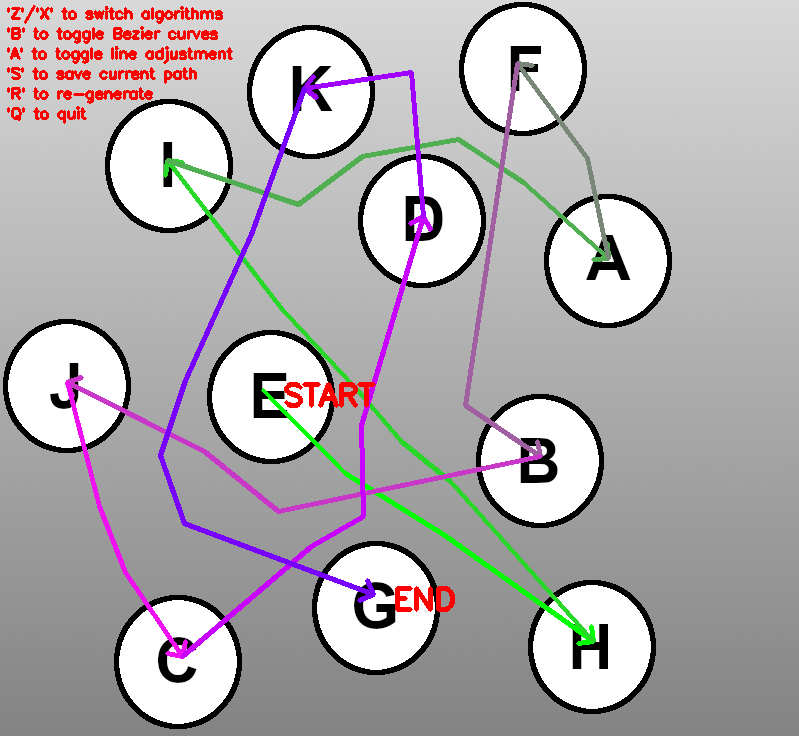 'Z'/'X' to switch algorithms
'B' to toggle Bezier curves
'A' to toggle line adjustment
'S' to save current path
'R' to re-generate
'Q' to quit
K
F
I
D
A
J
E START
B
G END
H
C